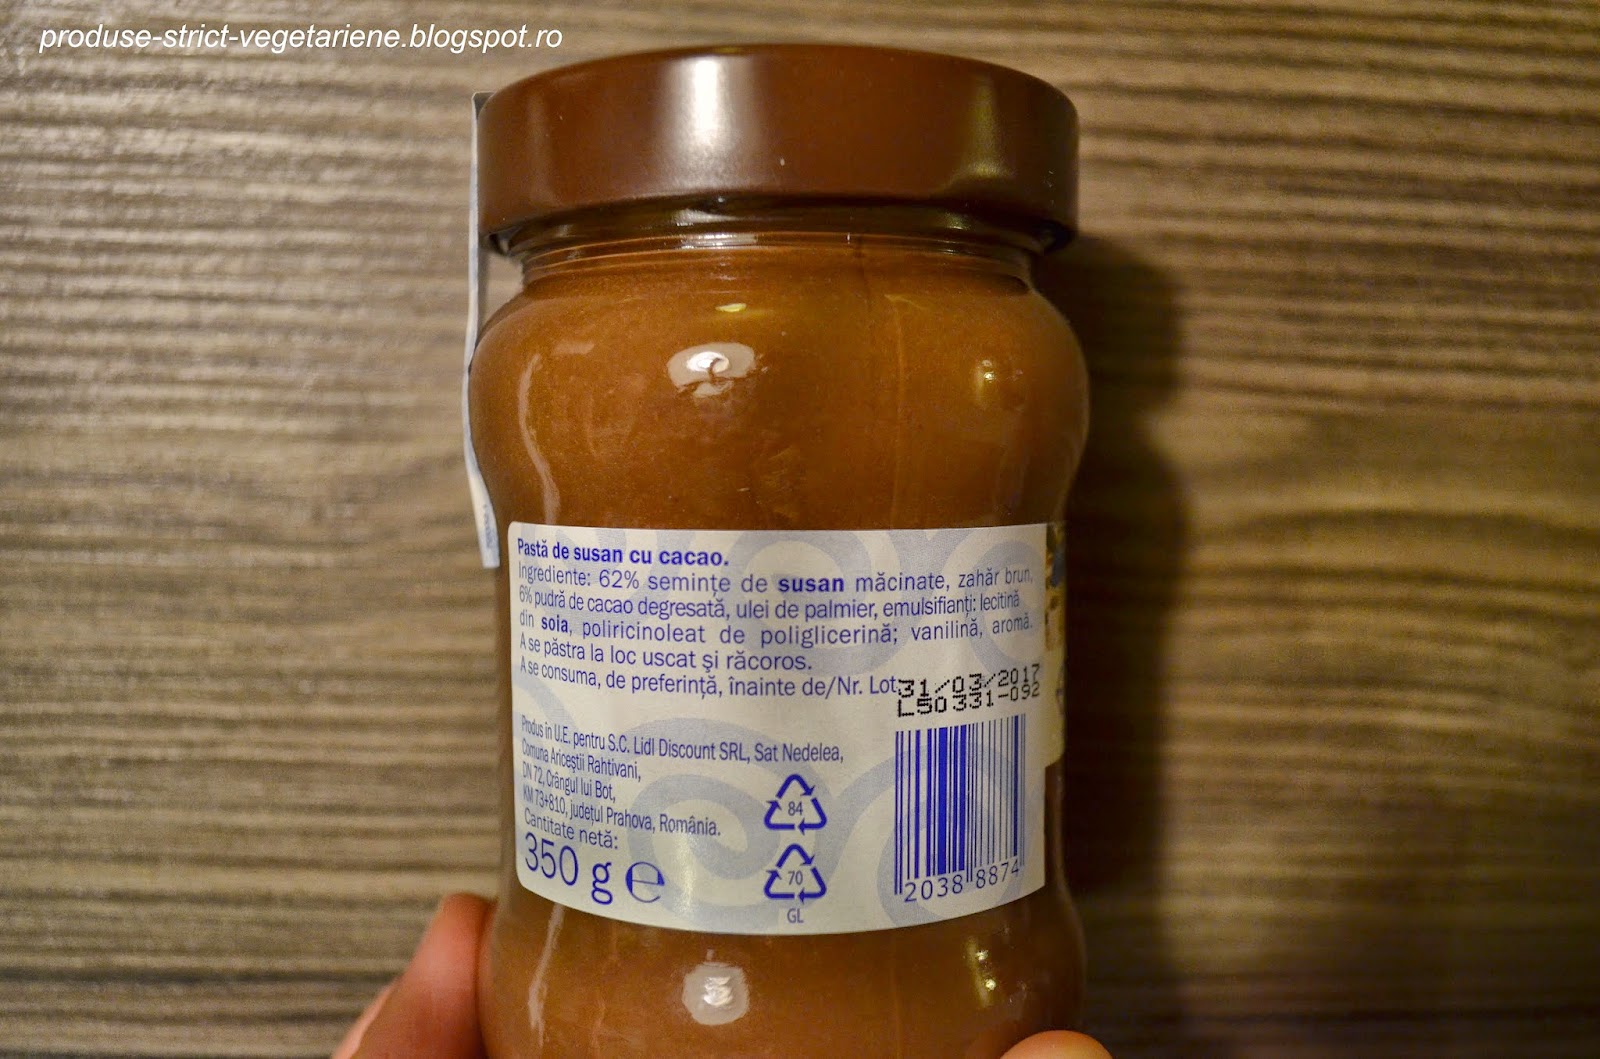 produse-strict-vegetariene.blogspot.ro
Pastă de susan cu cacao.
Ingrediente: 62% semințe de susan măcinate, zahăr brun,
6% pudră de cacao degresată, ulei de palmier, emulsifianți: lecitină
din soia, poliricinoleat de poliglicerină; vanilină, aromă.
A se păstra la loc uscat și răcoros.
A se consuma, de preferință, înainte de/Nr. Lot
31/03/2017
L50331-092
Produs în U.E. pentru S.C. Lidl Discount SRL, Sat Nedelea,
Comuna Aricești Rahtivani,
DN 72, Crângul lui Bot,
KM 73+810, județul Prahova, România.
Cantitate netă:
350 g e
84
70
GL
2038 8874